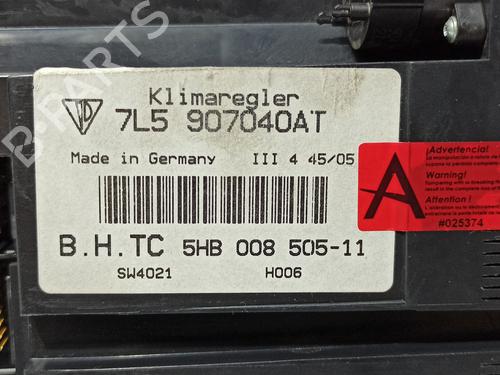 Klimaregler
7L5 907040AT
Made in Germany III 4 45/05
B.H.TC 5HB 008 505-11
SW4021 H006
B-PARTS
A
¡Advertencia!
Warning!
Attention !
#025374